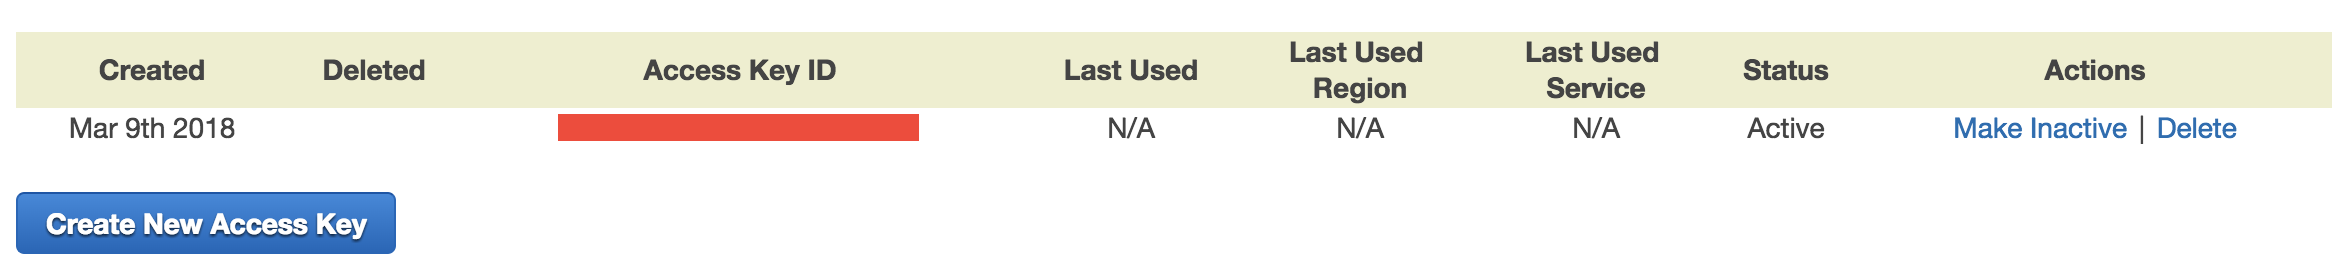 Created Deleted Access Key ID Last Used Last Used Region Last Used Service Status Actions
Mar 9th 2018 N/A N/A N/A Active Make Inactive | Delete
Create New Access Key